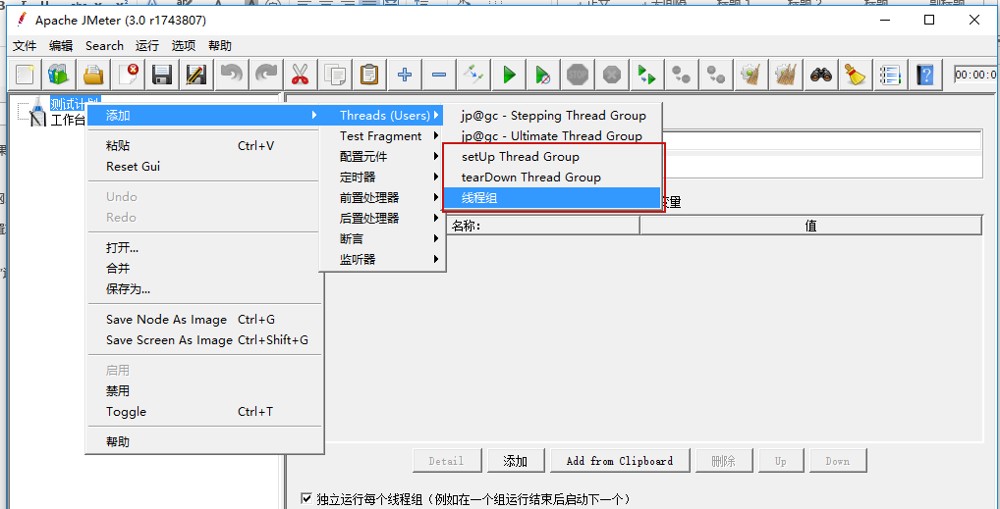 Apache JMeter (3.0 r1743807)
文件 编辑 Search 运行 选项 帮助
00:00:0
测试计划
工作台
添加
粘贴 Ctrl+V
Reset Gui
Undo
Redo
打开...
合并
保存为...
Save Node As Image Ctrl+G
Save Screen As Image Ctrl+Shift+G
启用
禁用
Toggle Ctrl+T
帮助
Threads (Users)
Test Fragment
配置元件
定时器
前置处理器
后置处理器
断言
监听器
jp@gc - Stepping Thread Group
jp@gc - Ultimate Thread Group
setUp Thread Group
tearDown Thread Group
线程组
变量
名称: 值
Detail 添加 Add from Clipboard 删除 Up Down
独立运行每个线程组（例如在一个组运行结束后启动下一个）